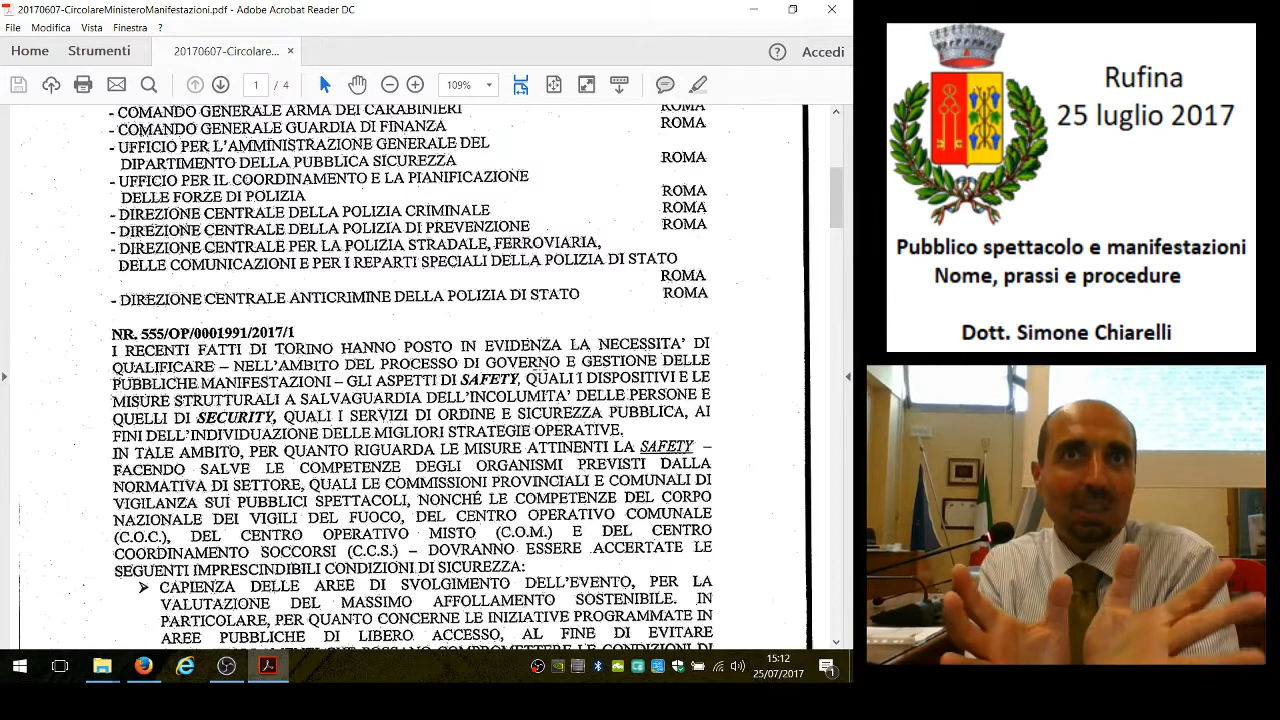 20170607-CircolareMinisteroManifestazioni.pdf - Adobe Acrobat Reader DC
File Modifica Vista Finestra ?
Home Strumenti 20170607-Circolare... × Accedi
1 / 4 109%
- COMANDO GENERALE ARMA DEI CARABINIERI ROMA
- COMANDO GENERALE GUARDIA DI FINANZA ROMA
- UFFICIO PER L'AMMINISTRAZIONE GENERALE DEL
DIPARTIMENTO DELLA PUBBLICA SICUREZZA ROMA
- UFFICIO PER IL COORDINAMENTO E LA PIANIFICAZIONE
DELLE FORZE DI POLIZIA ROMA
- DIREZIONE CENTRALE DELLA POLIZIA CRIMINALE ROMA
- DIREZIONE CENTRALE DELLA POLIZIA DI PREVENZIONE ROMA
- DIREZIONE CENTRALE PER LA POLIZIA STRADALE, FERROVIARIA,
DELLE COMUNICAZIONI E PER I REPARTI SPECIALI DELLA POLIZIA DI STATO
ROMA
- DIREZIONE CENTRALE ANTICRIMINE DELLA POLIZIA DI STATO ROMA
NR. 555/OP/0001991/2017/1
I RECENTI FATTI DI TORINO HANNO POSTO IN EVIDENZA LA NECESSITA' DI
QUALIFICARE – NELL'AMBITO DEL PROCESSO DI GOVERNO E GESTIONE DELLE
PUBBLICHE MANIFESTAZIONI – GLI ASPETTI DI SAFETY, QUALI I DISPOSITIVI E LE
MISURE STRUTTURALI A SALVAGUARDIA DELL'INCOLUMITA' DELLE PERSONE E
QUELLI DI SECURITY, QUALI I SERVIZI DI ORDINE E SICUREZZA PUBBLICA, AI
FINI DELL'INDIVIDUAZIONE DELLE MIGLIORI STRATEGIE OPERATIVE.
IN TALE AMBITO, PER QUANTO RIGUARDA LE MISURE ATTINENTI LA SAFETY –
FACENDO SALVE LE COMPETENZE DEGLI ORGANISMI PREVISTI DALLA
NORMATIVA DI SETTORE, QUALI LE COMMISSIONI PROVINCIALI E COMUNALI DI
VIGILANZA SUI PUBBLICI SPETTACOLI, NONCHÉ LE COMPETENZE DEL CORPO
NAZIONALE DEI VIGILI DEL FUOCO, DEL CENTRO OPERATIVO COMUNALE
(C.O.C.), DEL CENTRO OPERATIVO MISTO (C.O.M.) E DEL CENTRO
COORDINAMENTO SOCCORSI (C.C.S.) – DOVRANNO ESSERE ACCERTATE LE
SEGUENTI IMPRESCINDIBILI CONDIZIONI DI SICUREZZA:
➢ CAPIENZA DELLE AREE DI SVOLGIMENTO DELL'EVENTO, PER LA
VALUTAZIONE DEL MASSIMO AFFOLLAMENTO SOSTENIBILE. IN
PARTICOLARE, PER QUANTO CONCERNE LE INIZIATIVE PROGRAMMATE IN
AREE PUBBLICHE DI LIBERO ACCESSO, AL FINE DI EVITARE
15:12
25/07/2017
Rufina
25 luglio 2017
Pubblico spettacolo e manifestazioni
Nome, prassi e procedure
Dott. Simone Chiarelli